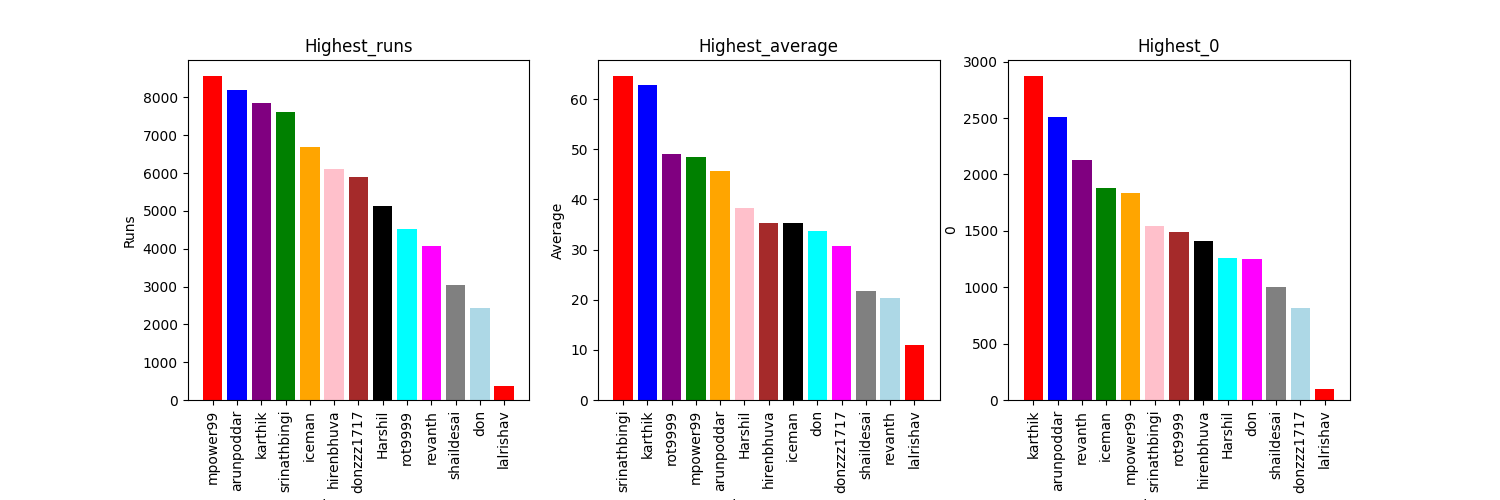 Highest_runs
Runs
8000
7000
6000
5000
4000
3000
2000
1000
0
mpower99
arunpoddar
karthik
srinathbingi
iceman
hirenbhuva
donzzz1717
Harshil
rot9999
revanth
shaildesai
don
lalrishav
Highest_average
Average
60
50
40
30
20
10
0
srinathbingi
karthik
rot9999
mpower99
arunpoddar
Harshil
hirenbhuva
iceman
don
donzzz1717
shaildesai
revanth
lalrishav
Highest_0
0
3000
2500
2000
1500
1000
500
0
karthik
arunpoddar
revanth
iceman
mpower99
srinathbingi
rot9999
hirenbhuva
Harshil
don
shaildesai
donzzz1717
lalrishav